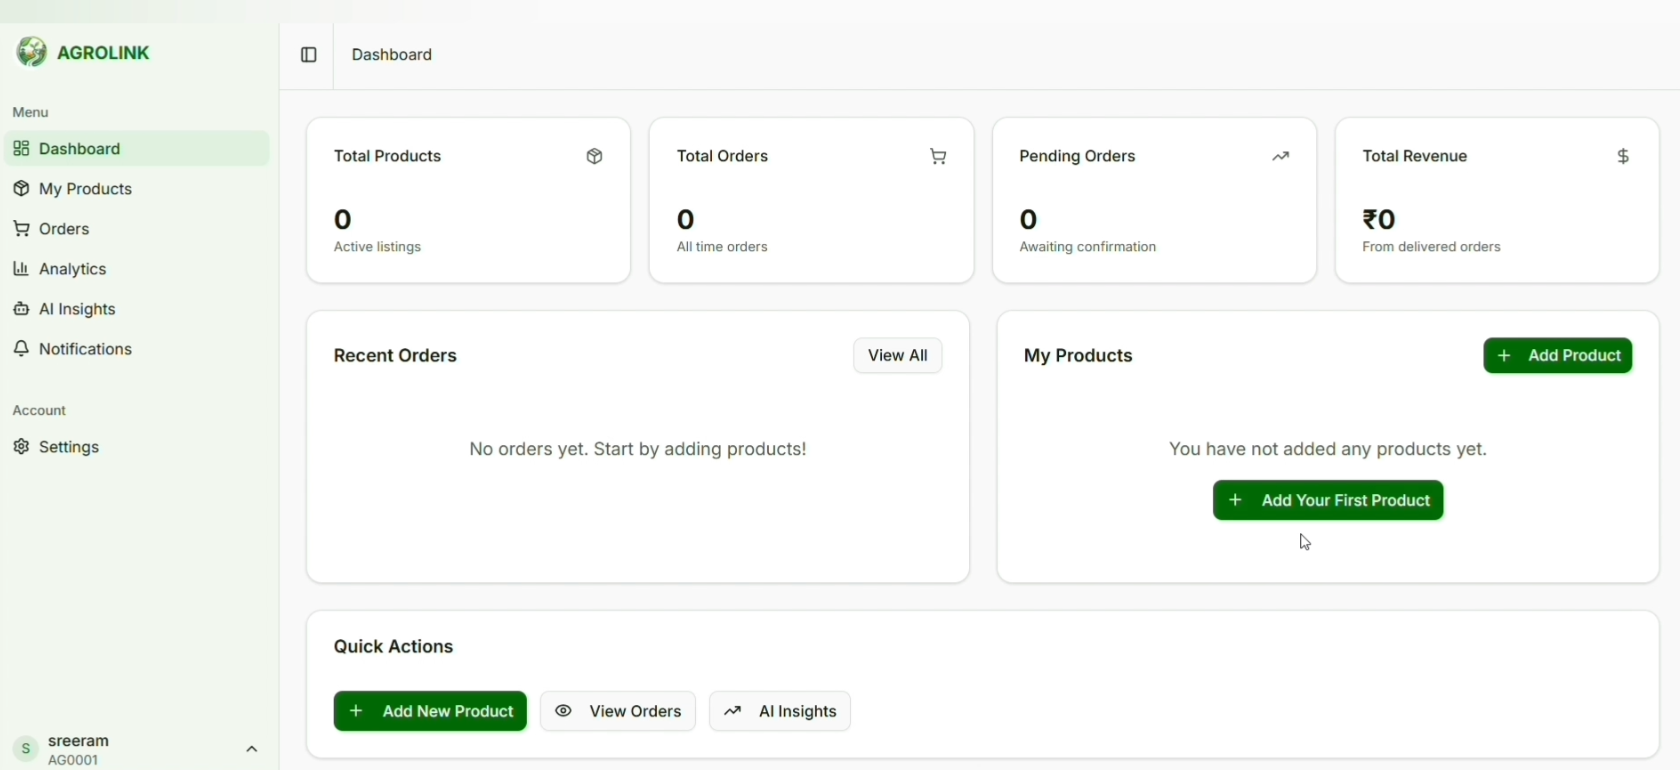 AGROLINK
Menu
Dashboard
My Products
Orders
Analytics
AI Insights
Notifications
Account
Settings
S
sreeram
AG0001
Dashboard
Total Products
0
Active listings
Total Orders
0
All time orders
Pending Orders
0
Awaiting confirmation
Total Revenue
$
₹0
From delivered orders
Recent Orders
View All
No orders yet. Start by adding products!
My Products
+ Add Product
You have not added any products yet.
+ Add Your First Product
Quick Actions
+ Add New Product
View Orders
AI Insights